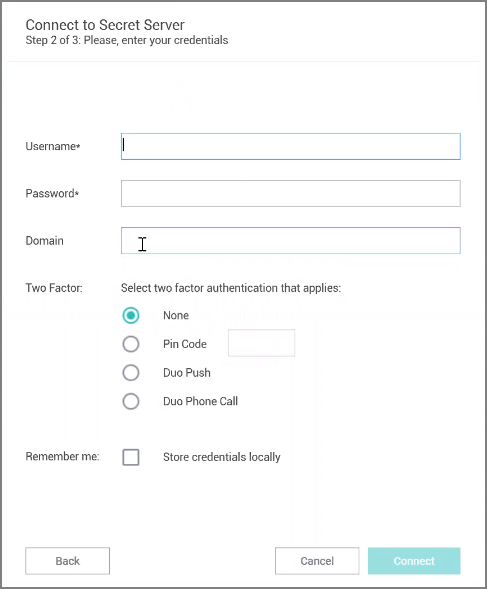 Connect to Secret Server
Step 2 of 3: Please, enter your credentials
Username*
Password*
Domain
Two Factor: Select two factor authentication that applies:
None
Pin Code
Duo Push
Duo Phone Call
Remember me: Store credentials locally
Back Cancel Connect